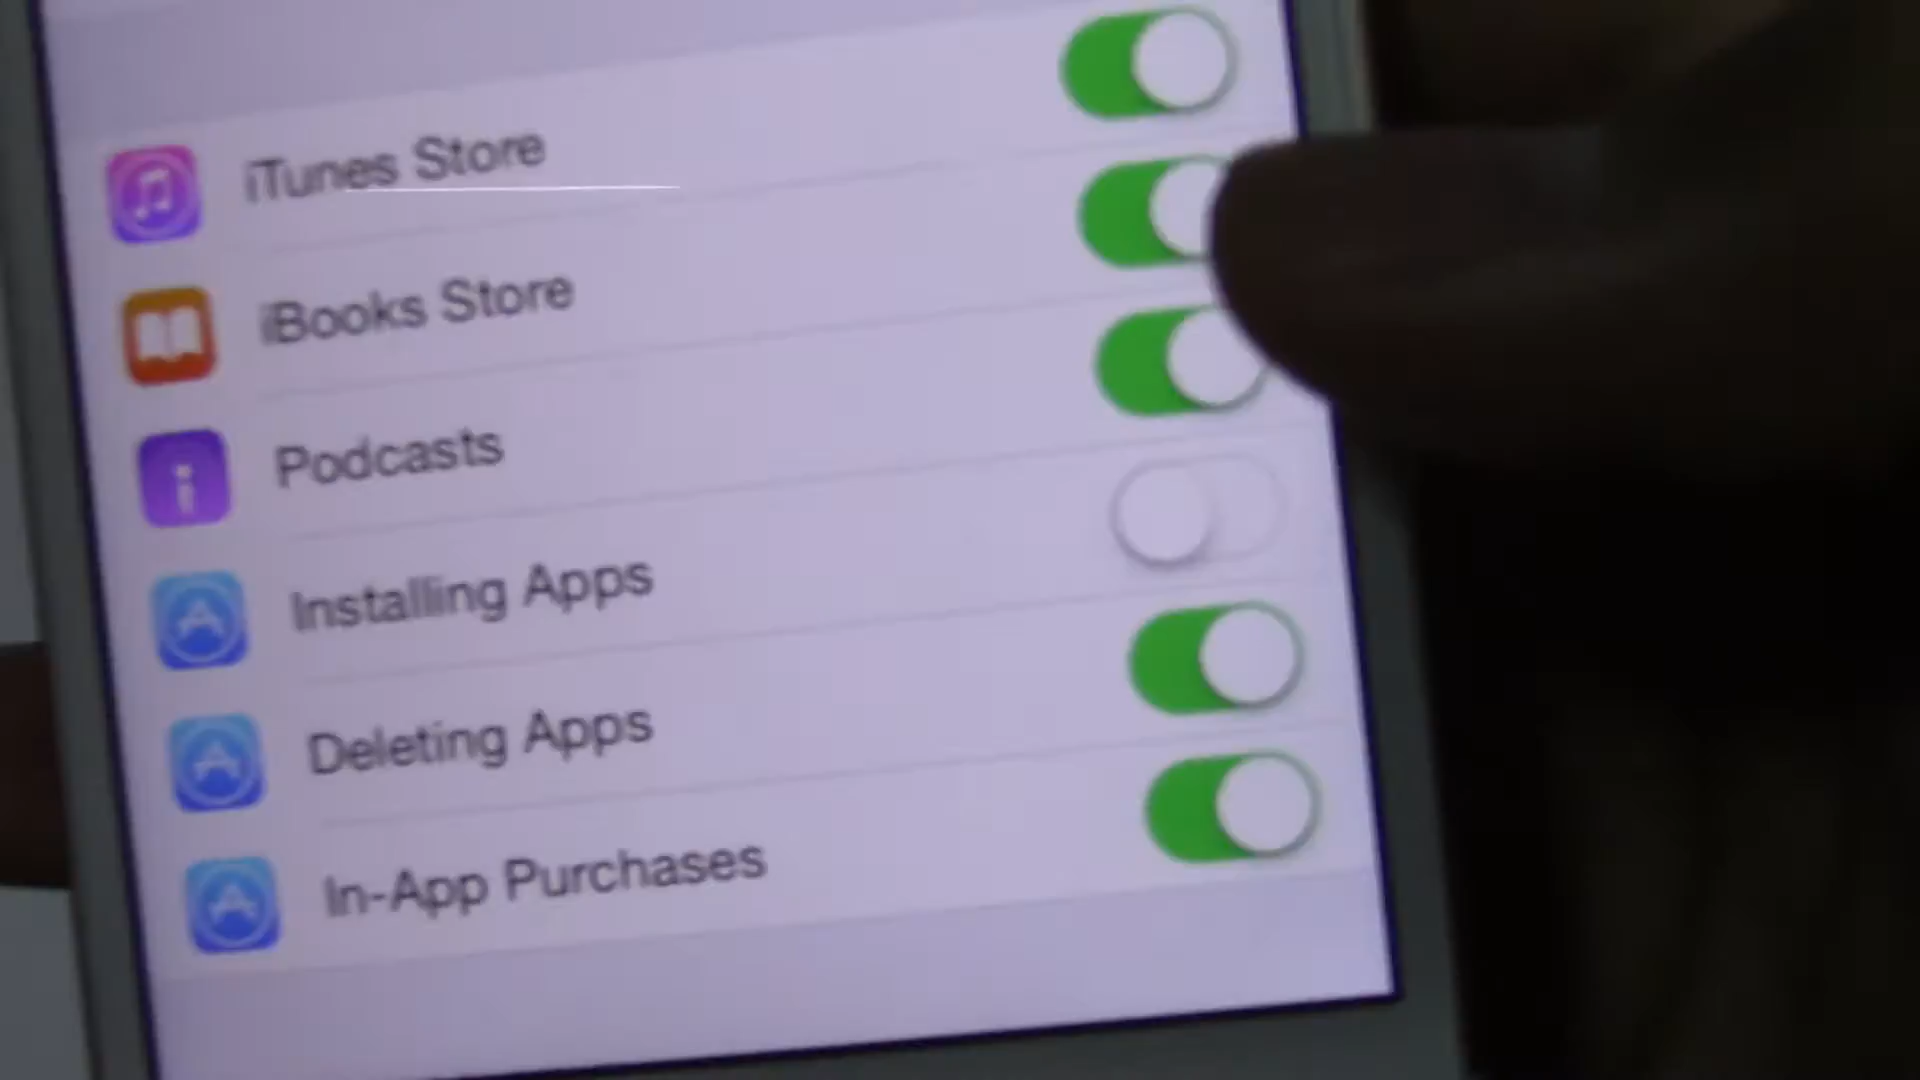 iTunes Store
iBooks Store
Podcasts
Installing Apps
Deleting Apps
In-App Purchases